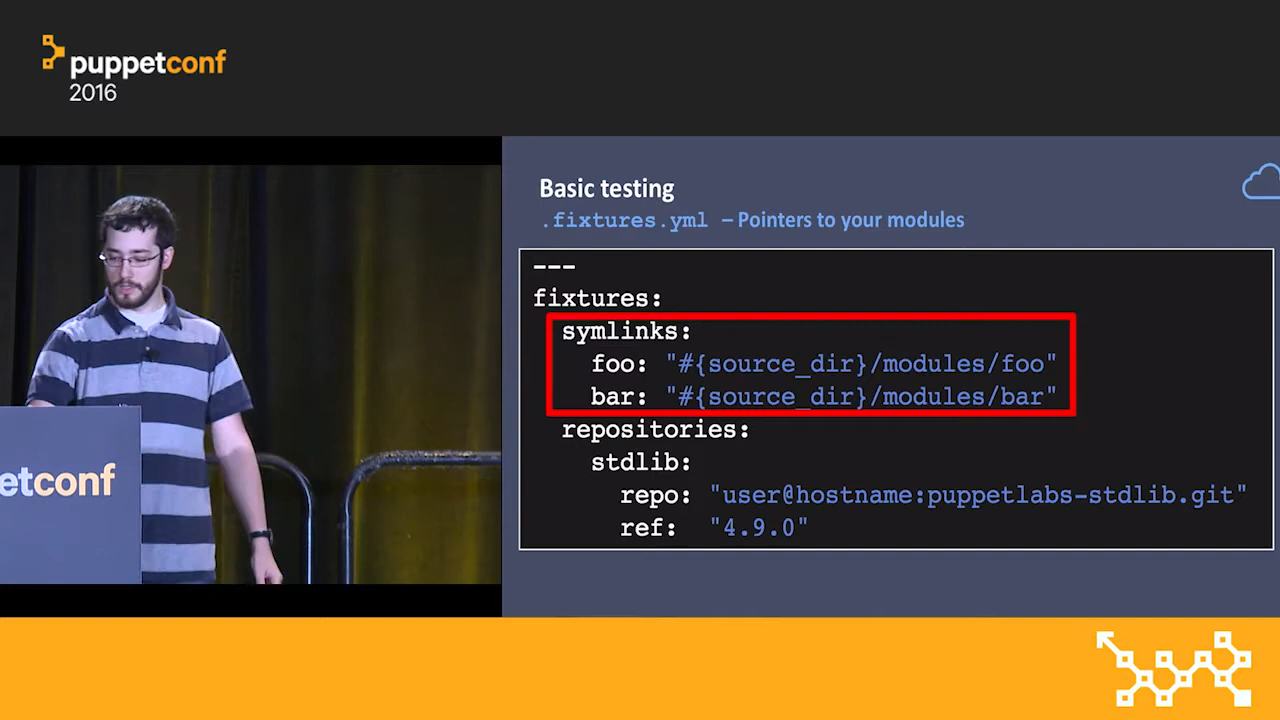 puppetconf
2016
Basic testing
.fixtures.yml – Pointers to your modules
---
fixtures:
symlinks:
foo: "#{source_dir}/modules/foo"
bar: "#{source_dir}/modules/bar"
repositories:
stdlib:
repo: "user@hostname:puppetlabs-stdlib.git"
ref: "4.9.0"
etconf